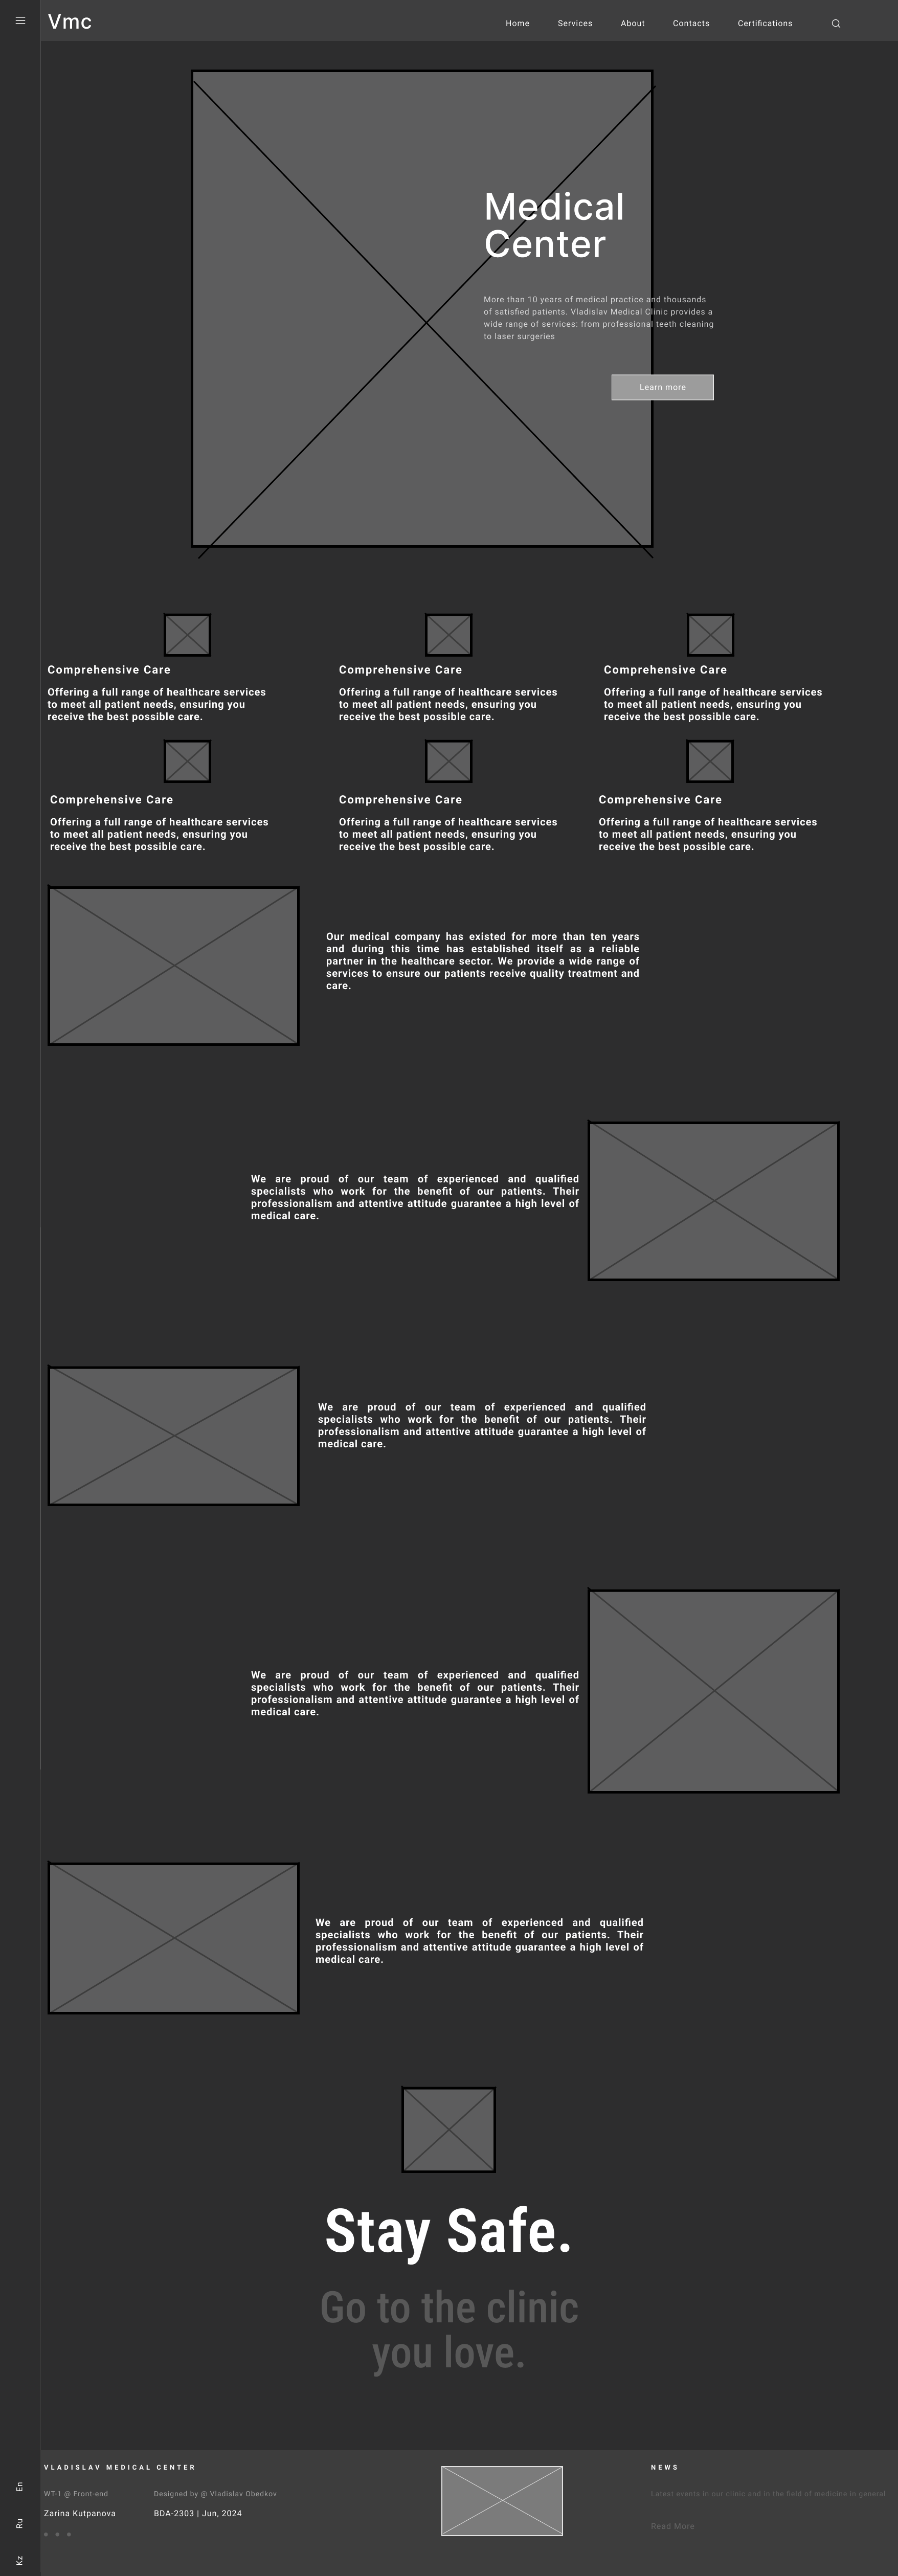 Vmc
Home Services About Contacts Certifications
Medical
Center
More than 10 years of medical practice and thousands
of satisfied patients. Vladislav Medical Clinic provides a
wide range of services: from professional teeth cleaning
to laser surgeries
Learn more
Comprehensive Care
Offering a full range of healthcare services
to meet all patient needs, ensuring you
receive the best possible care.
Comprehensive Care
Offering a full range of healthcare services
to meet all patient needs, ensuring you
receive the best possible care.
Comprehensive Care
Offering a full range of healthcare services
to meet all patient needs, ensuring you
receive the best possible care.
Comprehensive Care
Offering a full range of healthcare services
to meet all patient needs, ensuring you
receive the best possible care.
Comprehensive Care
Offering a full range of healthcare services
to meet all patient needs, ensuring you
receive the best possible care.
Comprehensive Care
Offering a full range of healthcare services
to meet all patient needs, ensuring you
receive the best possible care.
Our medical company has existed for more than ten years
and during this time has established itself as a reliable
partner in the healthcare sector. We provide a wide range of
services to ensure our patients receive quality treatment and
care.
We are proud of our team of experienced and qualified
specialists who work for the benefit of our patients. Their
professionalism and attentive attitude guarantee a high level of
medical care.
We are proud of our team of experienced and qualified
specialists who work for the benefit of our patients. Their
professionalism and attentive attitude guarantee a high level of
medical care.
We are proud of our team of experienced and qualified
specialists who work for the benefit of our patients. Their
professionalism and attentive attitude guarantee a high level of
medical care.
We are proud of our team of experienced and qualified
specialists who work for the benefit of our patients. Their
professionalism and attentive attitude guarantee a high level of
medical care.
Stay Safe.
Go to the clinic
you love.
VLADISLAV MEDICAL CENTER
WT-1 @ Front-end
Zarina Kutpanova
Designed by @ Vladislav Obedkov
BDA-2303 | Jun, 2024
NEWS
Latest events in our clinic and in the field of medicine in general
Read More
En
Ru
Kz